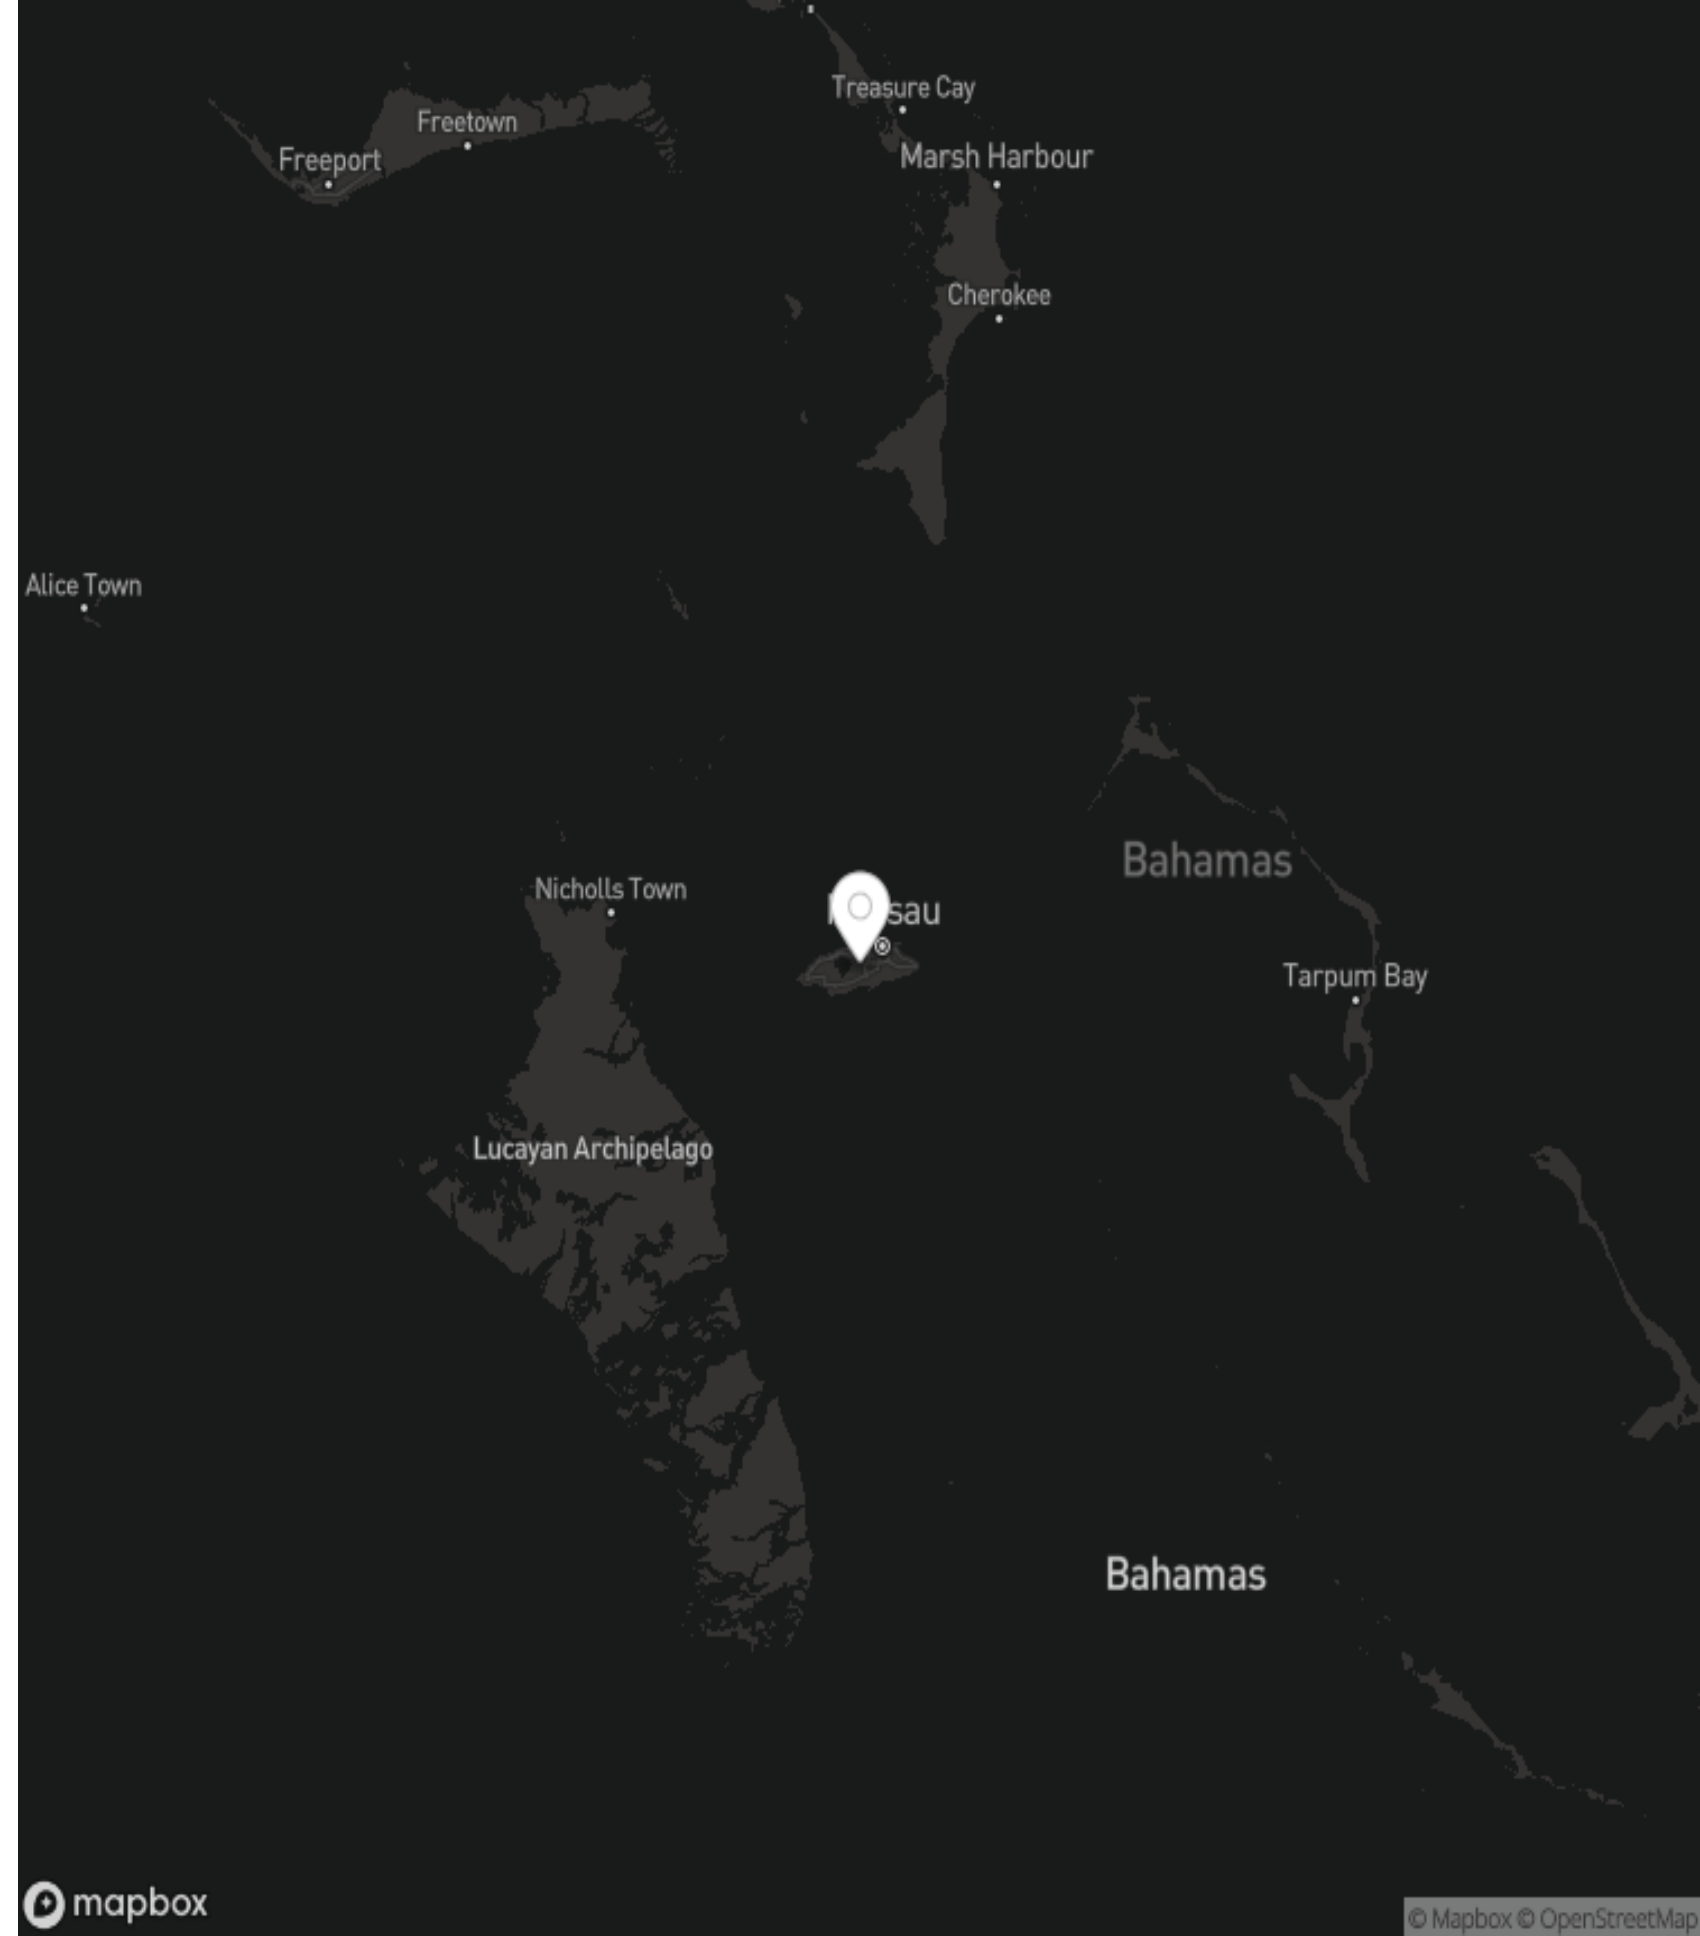 Treasure Cay
Freetown
Marsh Harbour
Freeport
Cherokee
Alice Town
Bahamas
Nicholls Town
Tarpum Bay
Lucayan Archipelago
Bahamas
mapbox
© Mapbox © OpenStreetMap